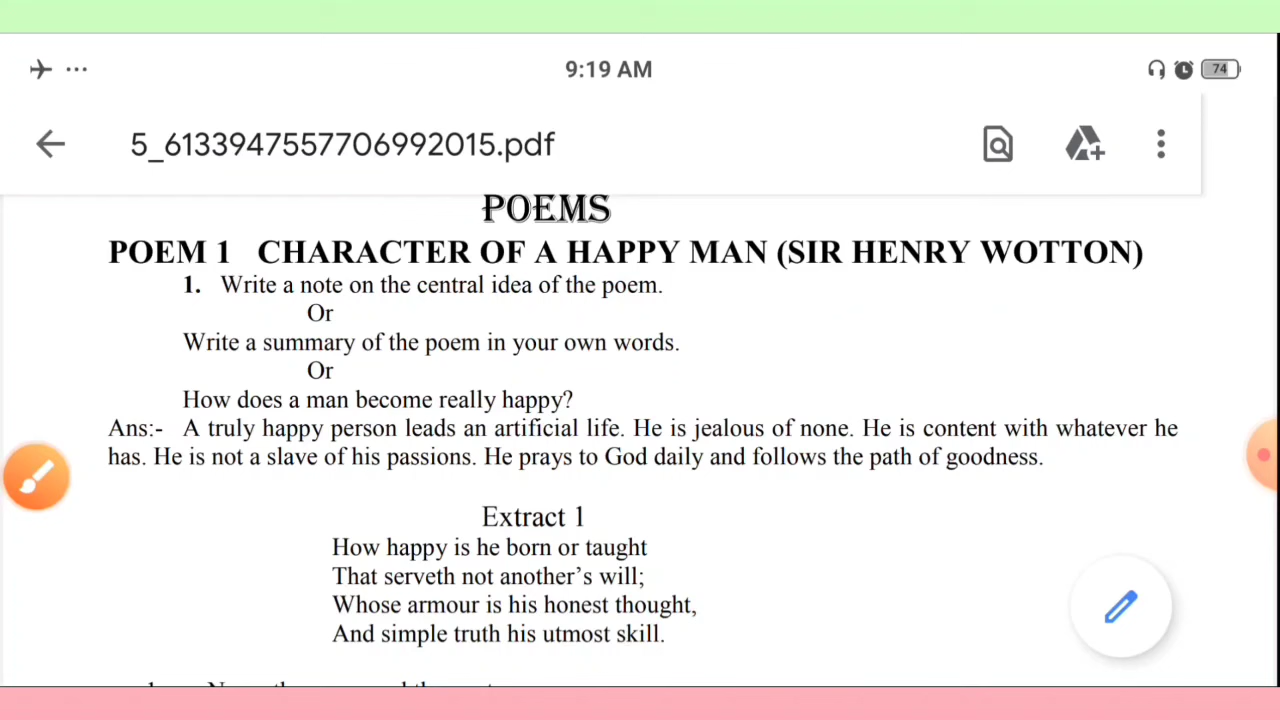 9:19 AM
74
5_6133947557706992015.pdf
POEMS
POEM 1 CHARACTER OF A HAPPY MAN (SIR HENRY WOTTON)
1. Write a note on the central idea of the poem.
Or
Write a summary of the poem in your own words.
Or
How does a man become really happy?
Ans:- A truly happy person leads an artificial life. He is jealous of none. He is content with whatever he
has. He is not a slave of his passions. He prays to God daily and follows the path of goodness.
Extract 1
How happy is he born or taught
That serveth not another's will;
Whose armour is his honest thought,
And simple truth his utmost skill.